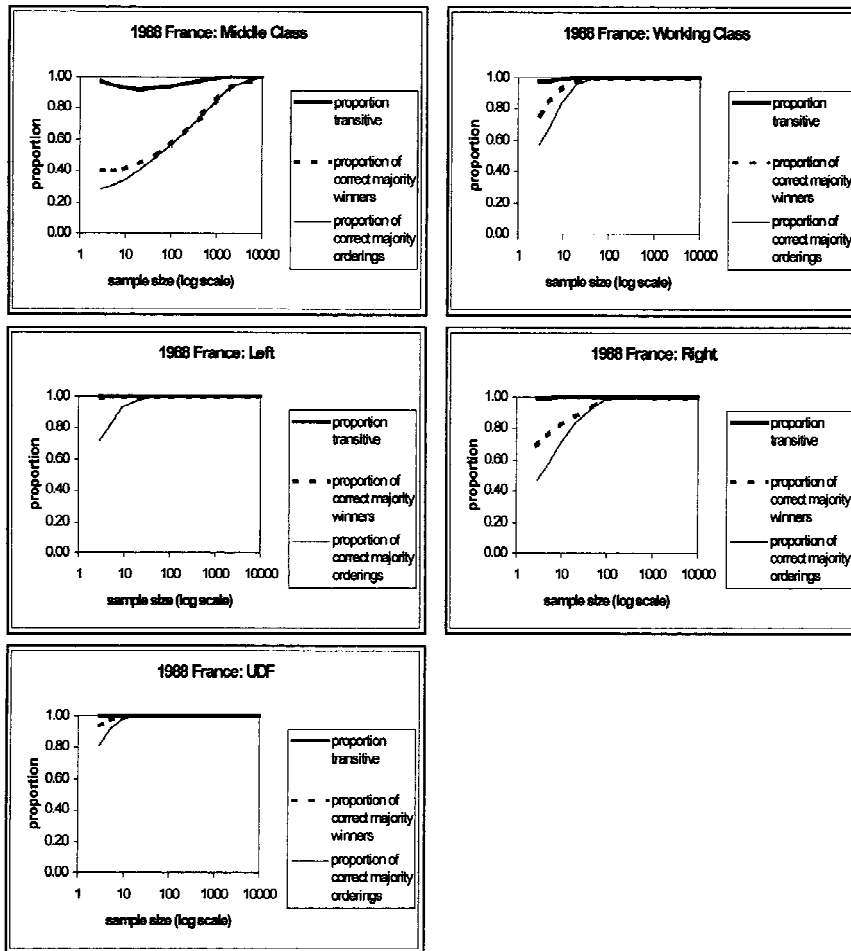 1988 France: Middle Class
1.00
0.80
0.60
0.40
0.20
0.00
proportion
1 10 100 1000 10000
sample size (log scale)
proportion
transitive
proportion of
correct majority
winners
proportion of
correct majority
orderings
1988 France: Working Class
1.00
0.80
0.60
0.40
0.20
0.00
proportion
1 10 100 1000 10000
sample size (log scale)
proportion
transitive
proportion of
correct majority
winners
proportion of
correct majority
orderings
1988 France: Left
1.00
0.80
0.60
0.40
0.20
0.00
proportion
1 10 100 1000 10000
sample size (log scale)
proportion
transitive
proportion of
correct majority
winners
proportion of
correct majority
orderings
1988 France: Right
1.00
0.80
0.60
0.40
0.20
0.00
proportion
1 10 100 1000 10000
sample size (log scale)
proportion
transitive
proportion of
correct majority
winners
proportion of
correct majority
orderings
1988 France: UDF
1.00
0.80
0.60
0.40
0.20
0.00
proportion
1 10 100 1000 10000
sample size (log scale)
proportion
transitive
proportion of
correct majority
winners
proportion of
correct majority
orderings